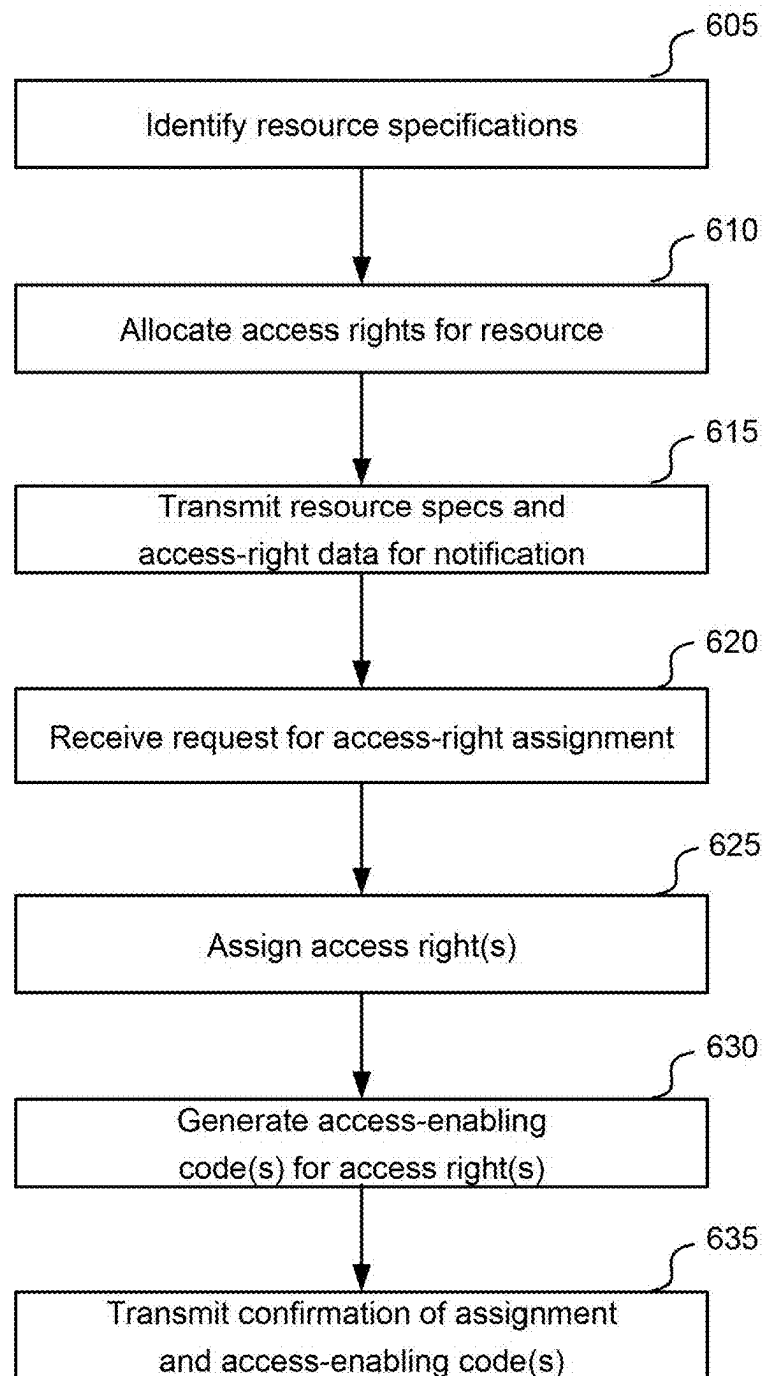 605
Identify resource specifications
610
Allocate access rights for resource
615
Transmit resource specs and
access-right data for notification
620
Receive request for access-right assignment
625
Assign access right(s)
630
Generate access-enabling
code(s) for access right(s)
635
Transmit confirmation of assignment
and access-enabling code(s)